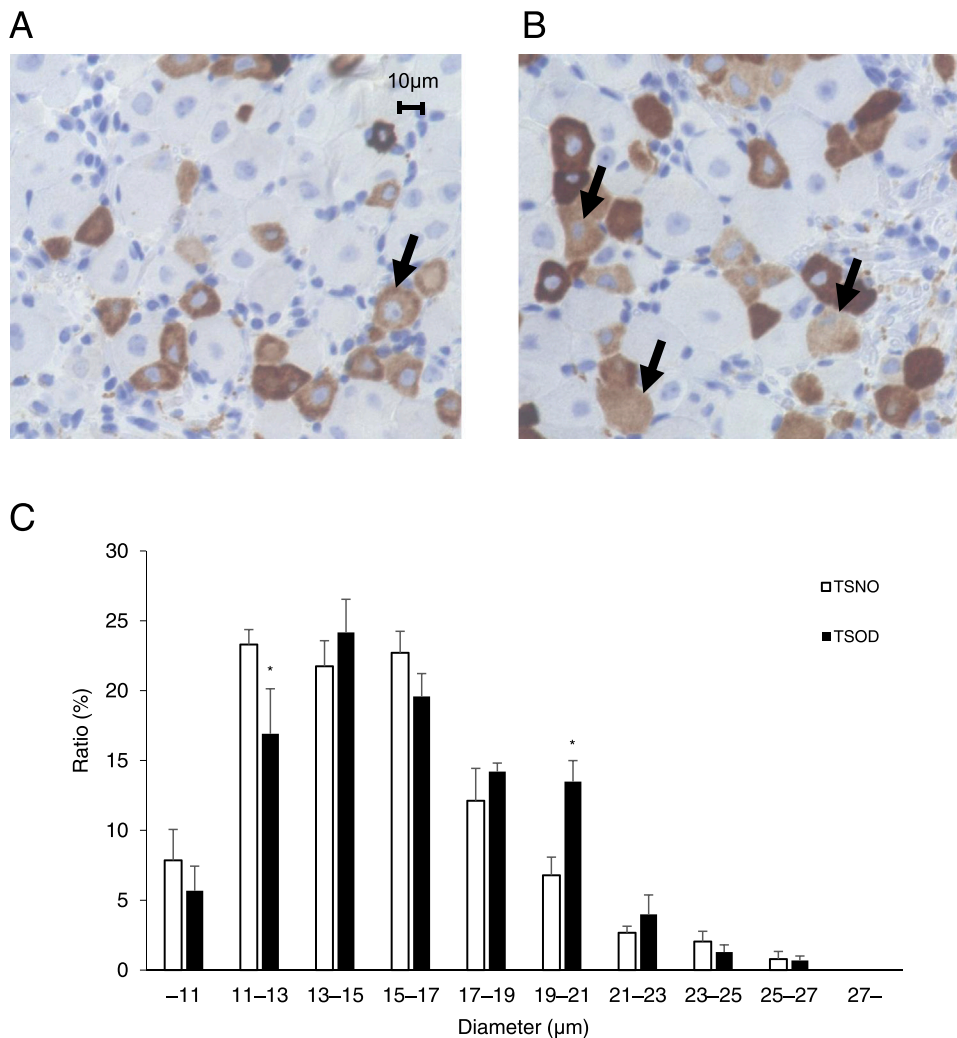 A
B
10µm
C
30
25
20
15
10
5
0
Ratio (%)
TSNO
TSOD
*
*
–11 11–13 13–15 15–17 17–19 19–21 21–23 23–25 25–27 27–
Diameter (µm)